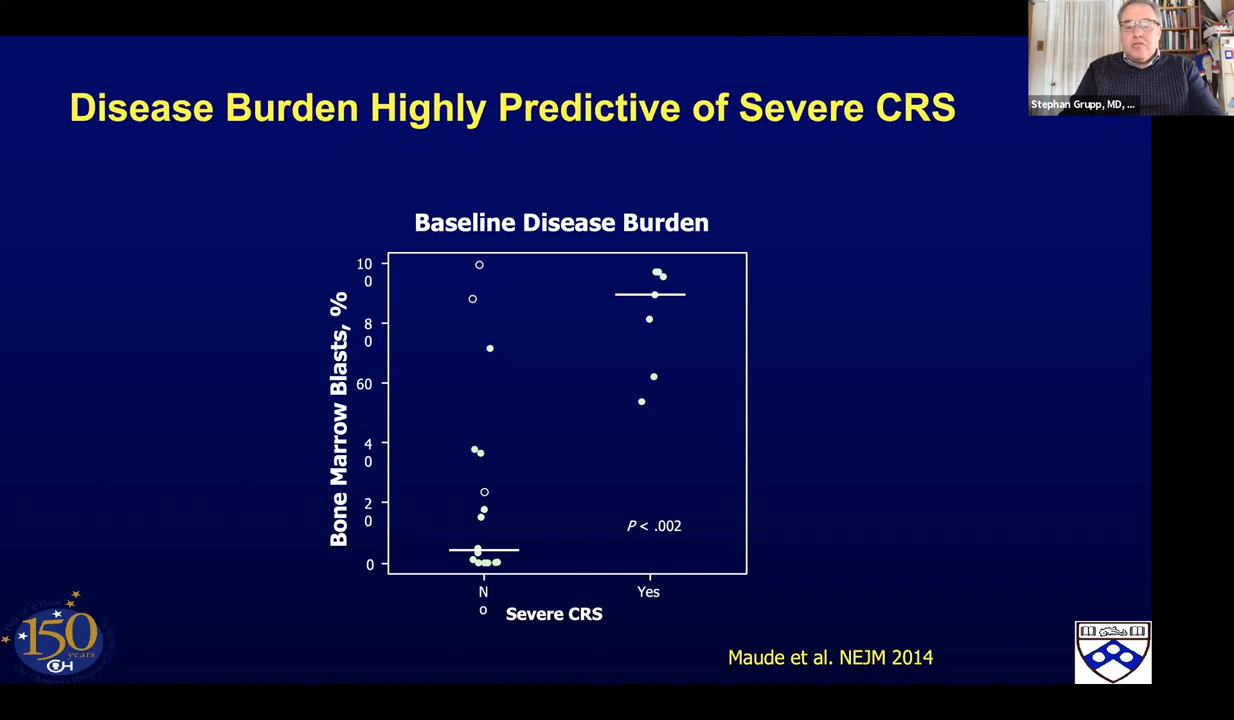 Stephan Grupp, MD, ...
Disease Burden Highly Predictive of Severe CRS
Baseline Disease Burden
Bone Marrow Blasts, %
10
0
8
0
60
4
0
2
0
0
P < .002
N
o
Yes
Severe CRS
Maude et al. NEJM 2014
150
years
CH